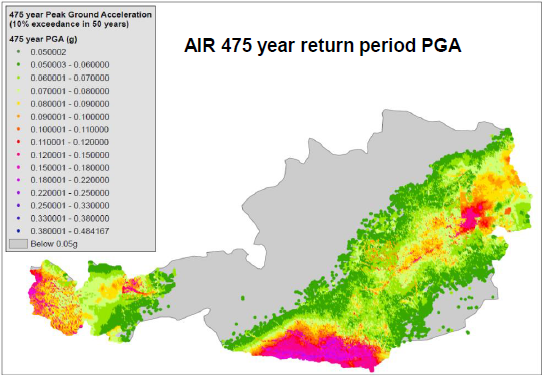 475 year Peak Ground Acceleration
(10% exceedance in 50 years)
475 year PGA (g)
0.050002
0.050003 - 0.060000
0.060001 - 0.070000
0.070001 - 0.080000
0.080001 - 0.090000
0.090001 - 0.100000
0.100001 - 0.110000
0.110001 - 0.120000
0.120001 - 0.150000
0.150001 - 0.180000
0.180001 - 0.220000
0.220001 - 0.250000
0.250001 - 0.330000
0.330001 - 0.380000
0.380001 - 0.484167
Below 0.05g
AIR 475 year return period PGA